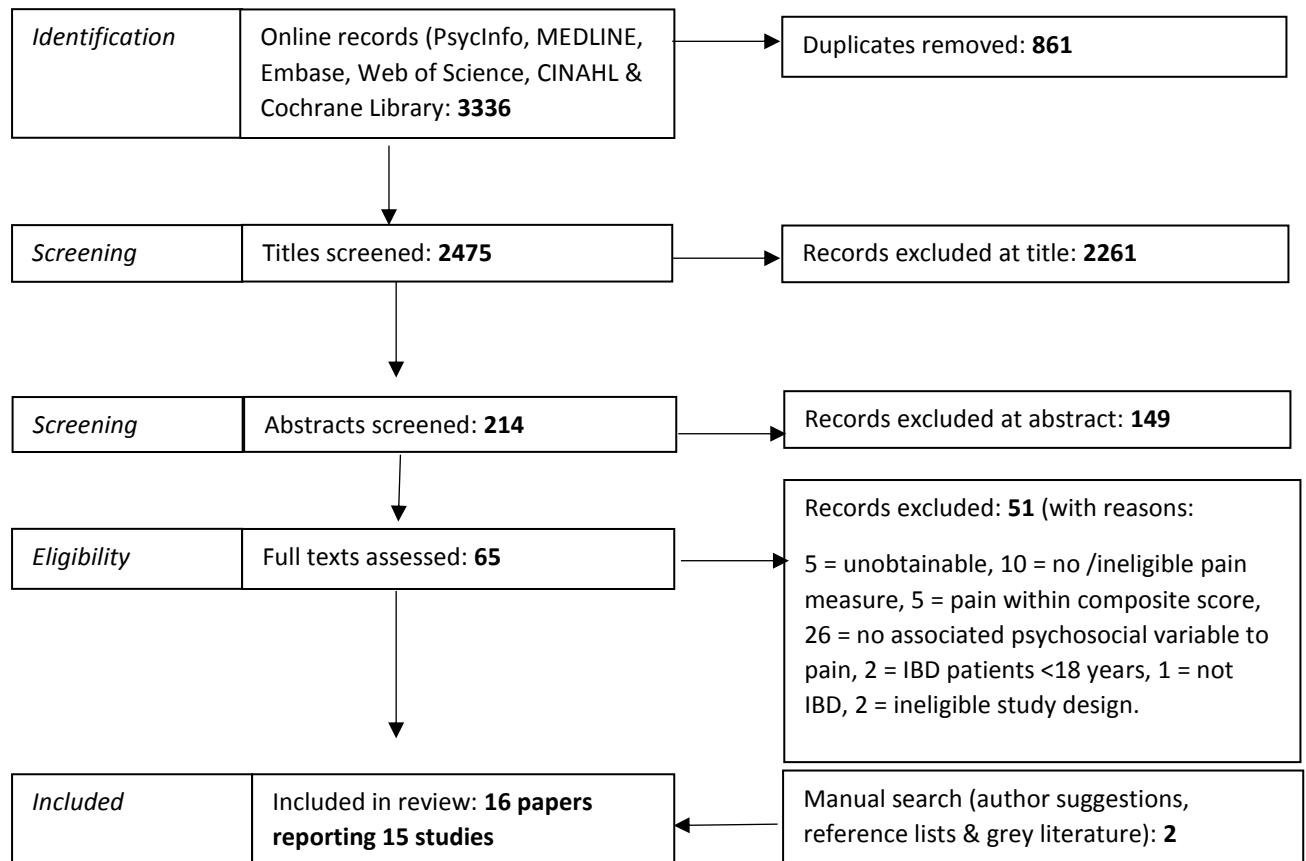 Identification
Online records (PsycInfo, MEDLINE,
Embase, Web of Science, CINAHL &
Cochrane Library: 3336
Duplicates removed: 861
Screening
Titles screened: 2475
Records excluded at title: 2261
Screening
Abstracts screened: 214
Records excluded at abstract: 149
Eligibility
Full texts assessed: 65
Records excluded: 51 (with reasons:
5 = unobtainable, 10 = no /ineligible pain
measure, 5 = pain within composite score,
26 = no associated psychosocial variable to
pain, 2 = IBD patients <18 years, 1 = not
IBD, 2 = ineligible study design.
Included
Included in review: 16 papers
reporting 15 studies
Manual search (author suggestions,
reference lists & grey literature): 2